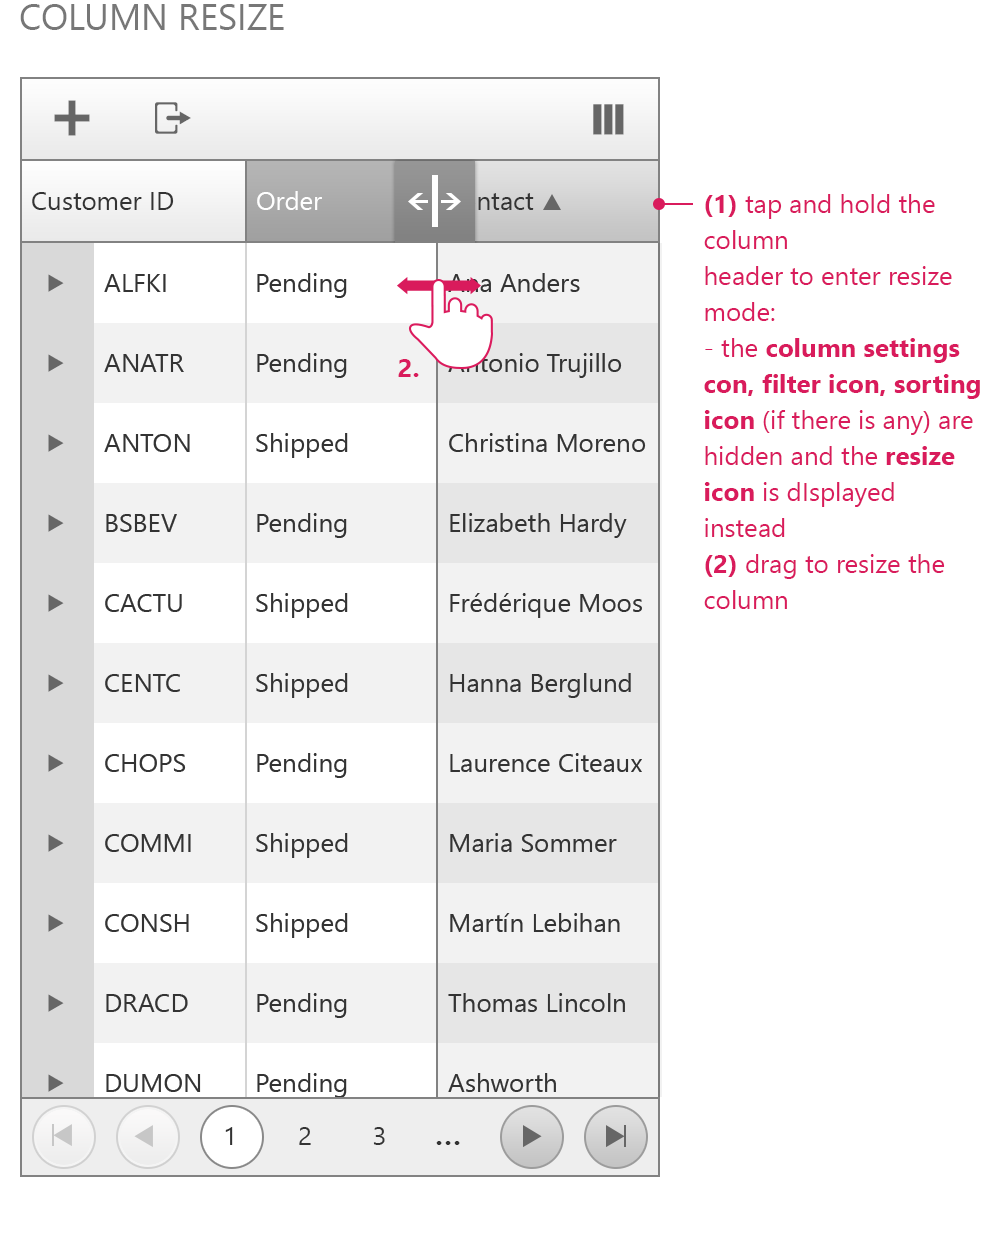 COLUMN RESIZE
Customer ID Order ntact
ALFKI Pending Ana Anders
ANATR Pending Antonio Trujillo
2.
ANTON Shipped Christina Moreno
BSBEV Pending Elizabeth Hardy
CACTU Shipped Frédérique Moos
CENTC Shipped Hanna Berglund
CHOPS Pending Laurence Citeaux
COMMI Shipped Maria Sommer
CONSH Shipped Martín Lebihan
DRACD Pending Thomas Lincoln
DUMON Pending Ashworth
1 2 3 ...
(1) tap and hold the
column
header to enter resize
mode:
- the column settings
con, filter icon, sorting
icon (if there is any) are
hidden and the resize
icon is dIsplayed
instead
(2) drag to resize the
column